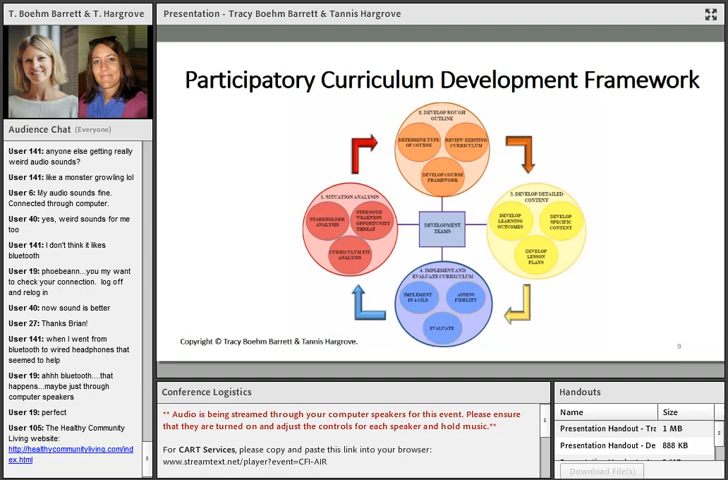 T. Boehm Barrett & T. Hargrove
Presentation - Tracy Boehm Barrett & Tannis Hargrove
Audience Chat (Everyone)
User 141: anyone else getting really
weird audio sounds?
User 141: like a monster growling lol
User 6: My audio sounds fine.
Connected through computer.
User 40: yes, weird sounds for me
too
User 141: I don't think it likes
bluetooth
User 19: phoebeann...you my want
to check your connection.  log off
and relog in
User 40: now sound is better
User 27: Thanks Brian!
User 141: when I went from
bluetooth to wired headphones that
seemed to help
User 19: ahhh bluetooth....that
happens...maybe just through
computer speakers
User 19: perfect
User 105: The Healthy Community
Living website:
http://healthycommunityliving.com/ind
ex.html
Participatory Curriculum Development Framework
2. DEVELOP ROUGH
OUTLINE
DETERMINE TYPE
OF COURSE
REVIEW EXISTING
CURRICULUM
DEVELOP COURSE
FRAMEWORK
1. SITUATION ANALYSIS
STAKEHOLDER
ANALYSIS
STRENGTH
WEAKNESS
OPPORTUNITY
THREAT
CURRICULUM FIT
ANALYSIS
DEVELOPMENT
TEAMS
3. DEVELOP DETAILED
CONTENT
DEVELOP
LEARNING
OUTCOMES
DEVELOP
SPECIFIC
CONTENT
DEVELOP
LESSON
PLANS
4. IMPLEMENT AND
EVALUATE CURRICULUM
IMPLEMENT
IN 4 CILS
ASSESS
FIDELITY
EVALUATE
Copyright © Tracy Boehm Barrett & Tannis Hargrove.
9
Conference Logistics
** Audio is being streamed through your computer speakers for this event. Please ensure
that they are turned on and adjust the controls for each speaker and hold music.**
For CART Services, please copy and paste this link into your browser:
www.streamtext.net/player?event=CFI-AIR
Handouts
Name Size
Presentation Handout - Tra 1 MB
Presentation Handout - De 888 KB
Download File(s)